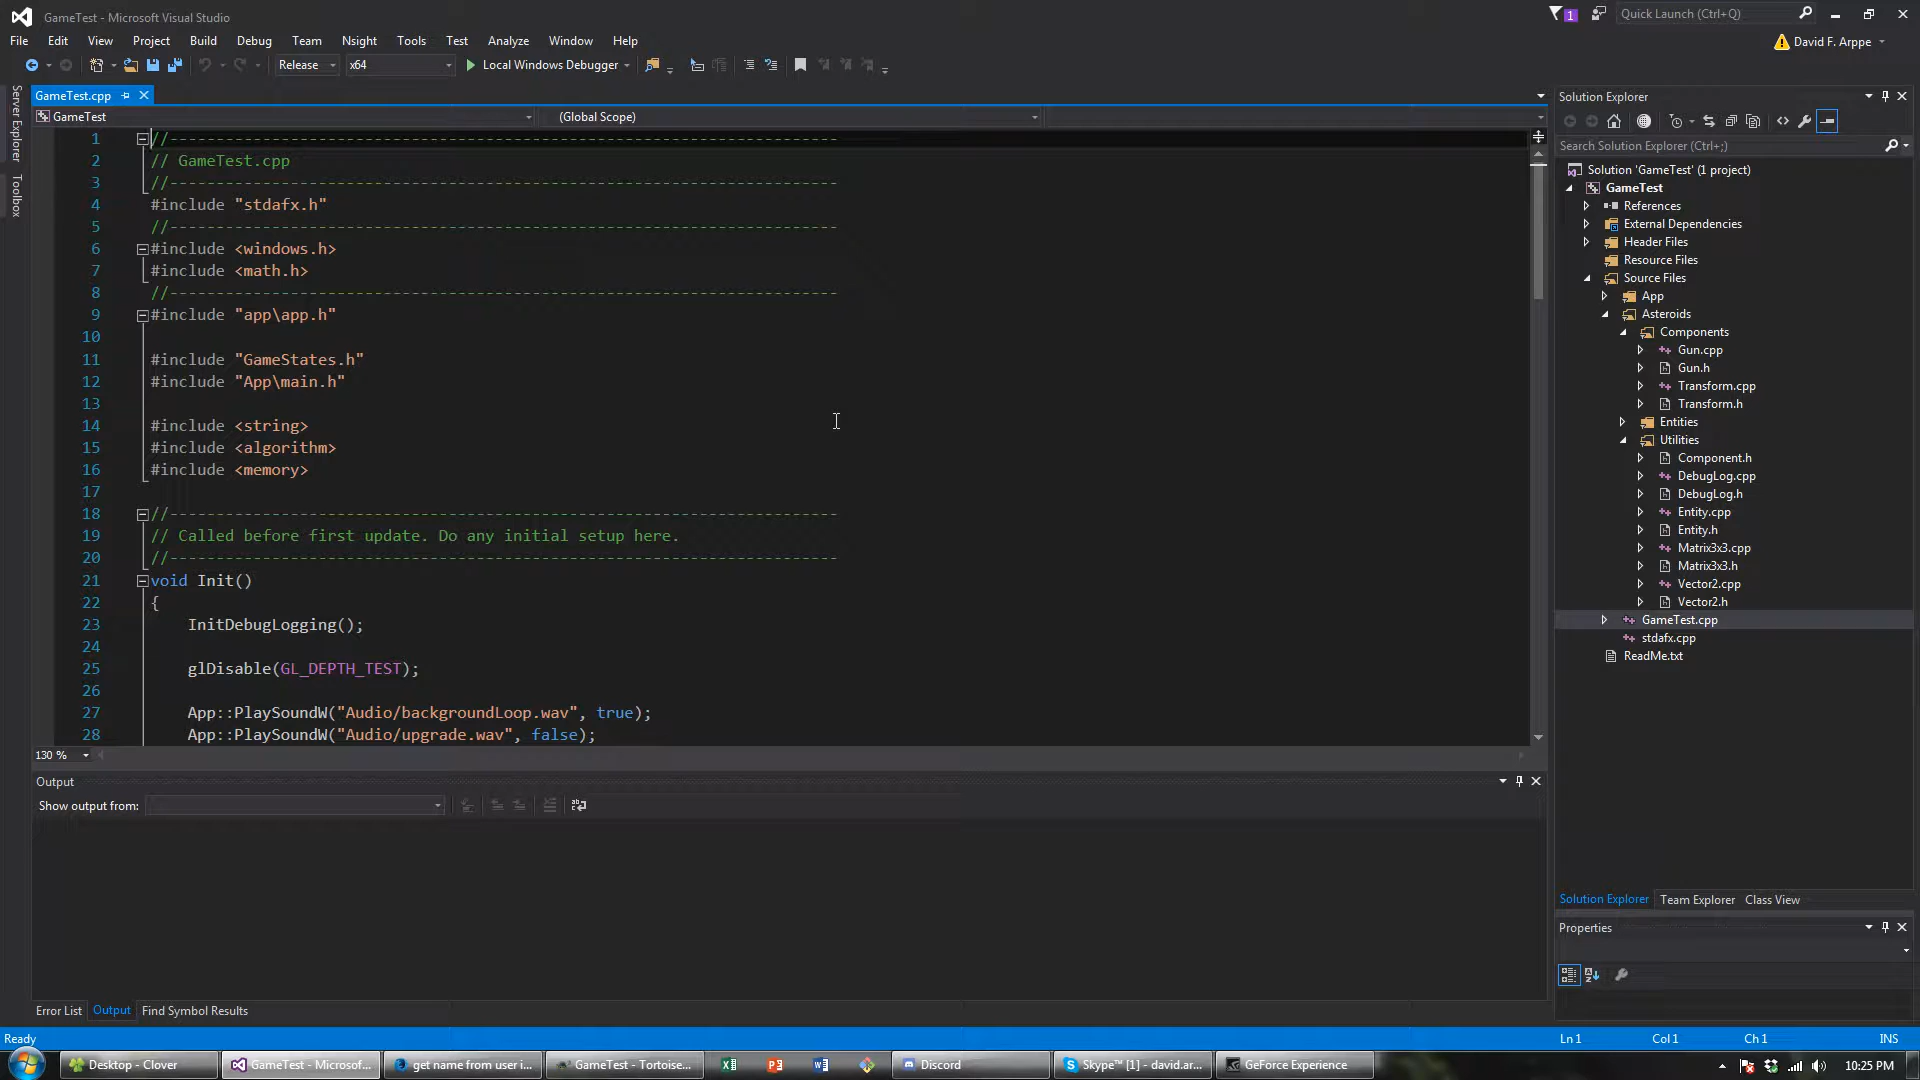 GameTest - Microsoft Visual Studio
1
Quick Launch (Ctrl+Q)
File Edit View Project Build Debug Team Nsight Tools Test Analyze Window Help
David F. Arppe
Release x64 Local Windows Debugger
Server Explorer
Toolbox
GameTest.cpp
GameTest (Global Scope)
1 //-------------------------------------------------------------------------
2 // GameTest.cpp
3 //-------------------------------------------------------------------------
4 #include "stdafx.h"
5 //-------------------------------------------------------------------------
6 #include <windows.h>
7 #include <math.h>
8 //-------------------------------------------------------------------------
9 #include "app\app.h"
10
11 #include "GameStates.h"
12 #include "App\main.h"
13
14 #include <string>
15 #include <algorithm>
16 #include <memory>
17
18 //-------------------------------------------------------------------------
19 // Called before first update. Do any initial setup here.
20 //-------------------------------------------------------------------------
21 void Init()
22 {
23 InitDebugLogging();
24
25 glDisable(GL_DEPTH_TEST);
26
27 App::PlaySoundW("Audio/backgroundLoop.wav", true);
28 App::PlaySoundW("Audio/upgrade.wav", false);
130 %
Output
Show output from:
Error List Output Find Symbol Results
Solution Explorer
Search Solution Explorer (Ctrl+;)
Solution 'GameTest' (1 project)
GameTest
References
External Dependencies
Header Files
Resource Files
Source Files
App
Asteroids
Components
Gun.cpp
Gun.h
Transform.cpp
Transform.h
Entities
Utilities
Component.h
DebugLog.cpp
DebugLog.h
Entity.cpp
Entity.h
Matrix3x3.cpp
Matrix3x3.h
Vector2.cpp
Vector2.h
GameTest.cpp
stdafx.cpp
ReadMe.txt
Solution Explorer Team Explorer Class View
Properties
Ready Ln 1 Col 1 Ch 1 INS
Desktop - Clover GameTest - Microsof... get name from user i... GameTest - Tortoise... Discord Skype™ [1] - david.ar... GeForce Experience 10:25 PM